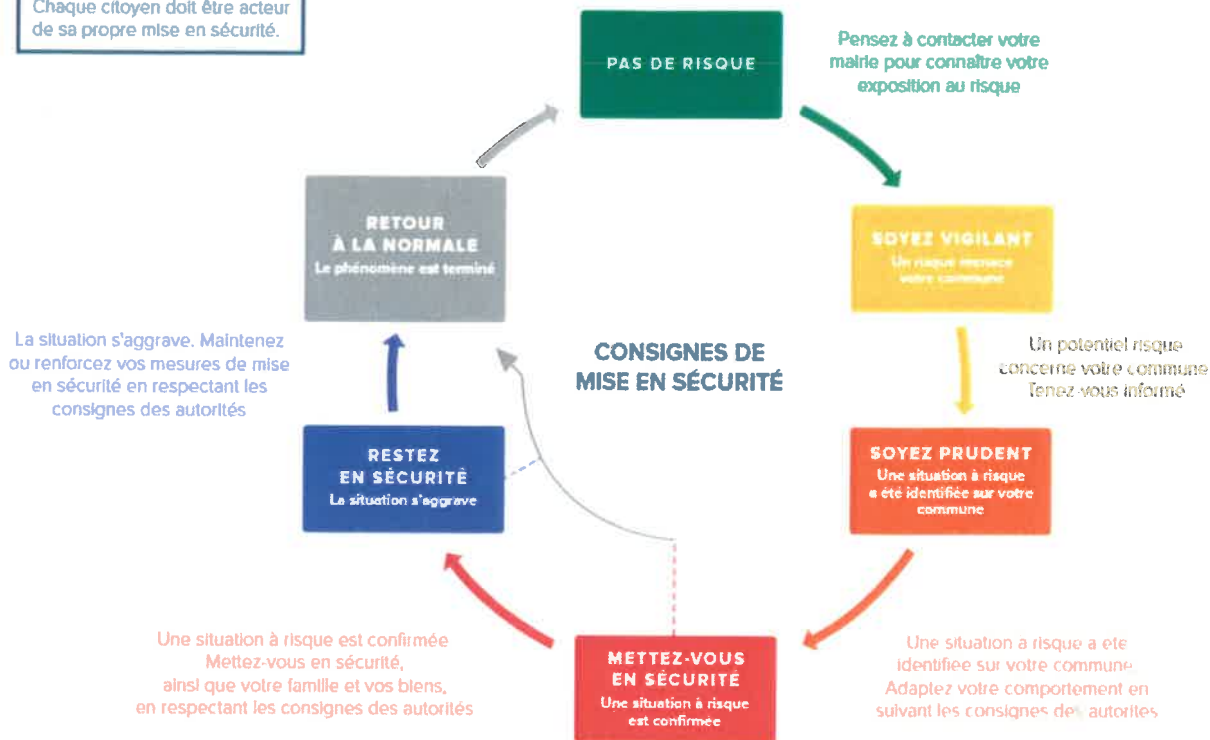 Chaque citoyen doit être acteur
de sa propre mise en sécurité.
PAS DE RISQUE
Pensez à contacter votre
mairie pour connaître votre
exposition au risque
SOYEZ VIGILANT
Un risque menace
votre commune
Un potentiel risque
concerne votre commune
Tenez-vous informé
SOYEZ PRUDENT
Une situation à risque
a été identifiée sur votre
commune
Une situation a risque a ete
identifiee sur votre commune
Adaptez votre comportement en
suivant les consignes des autorites
METTEZ-VOUS
EN SÉCURITÉ
Une situation à risque
est confirmée
Une situation à risque est confirmée
Mettez-vous en sécurité,
ainsi que votre famille et vos biens,
en respectant les consignes des autorités
RESTEZ
EN SÉCURITÉ
La situation s'aggrave
La situation s'aggrave. Maintenez
ou renforcez vos mesures de mise
en sécurité en respectant les
consignes des autorités
RETOUR
À LA NORMALE
Le phénomène est terminé
CONSIGNES DE
MISE EN SÉCURITÉ